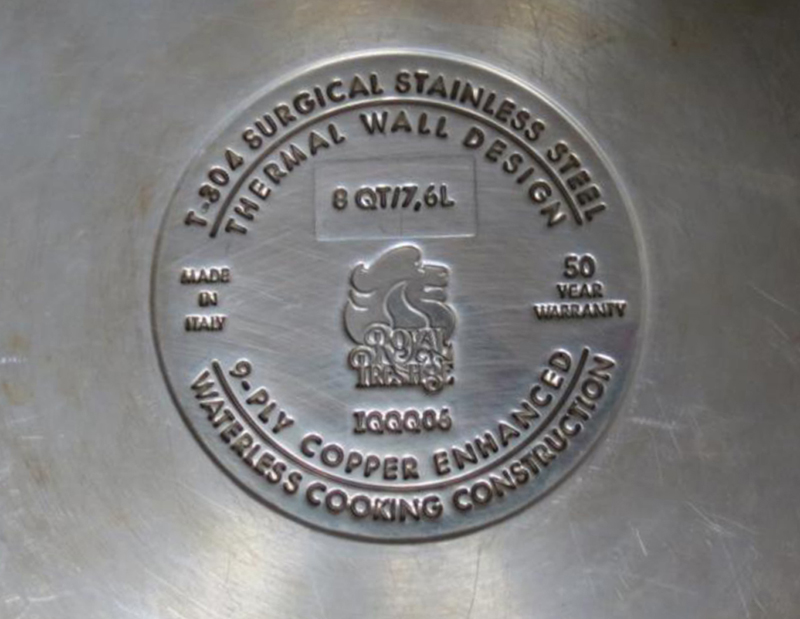 T-304 SURGICAL STAINLESS STEEL
THERMAL WALL DESIGN
8 QT/7,6L
MADE
IN
ITALY
50
YEAR
WARRANTY
ROYAL
PRESTIGE
IQQQ06
9-PLY COPPER ENHANCED
WATERLESS COOKING CONSTRUCTION